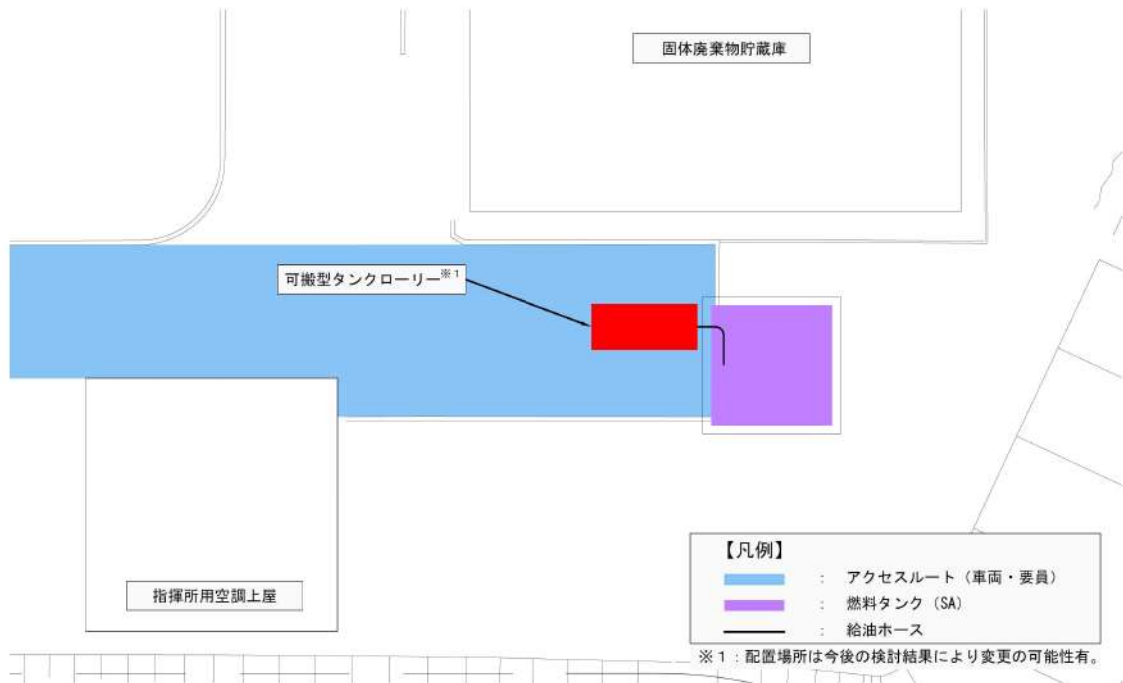 固体廃棄物貯蔵庫
可搬型タンクローリー※1
指揮所用空調上屋
【凡例】
： アクセスルート（車両・要員）
： 燃料タンク（SA）
： 給油ホース
※1：配置場所は今後の検討結果により変更の可能性有。